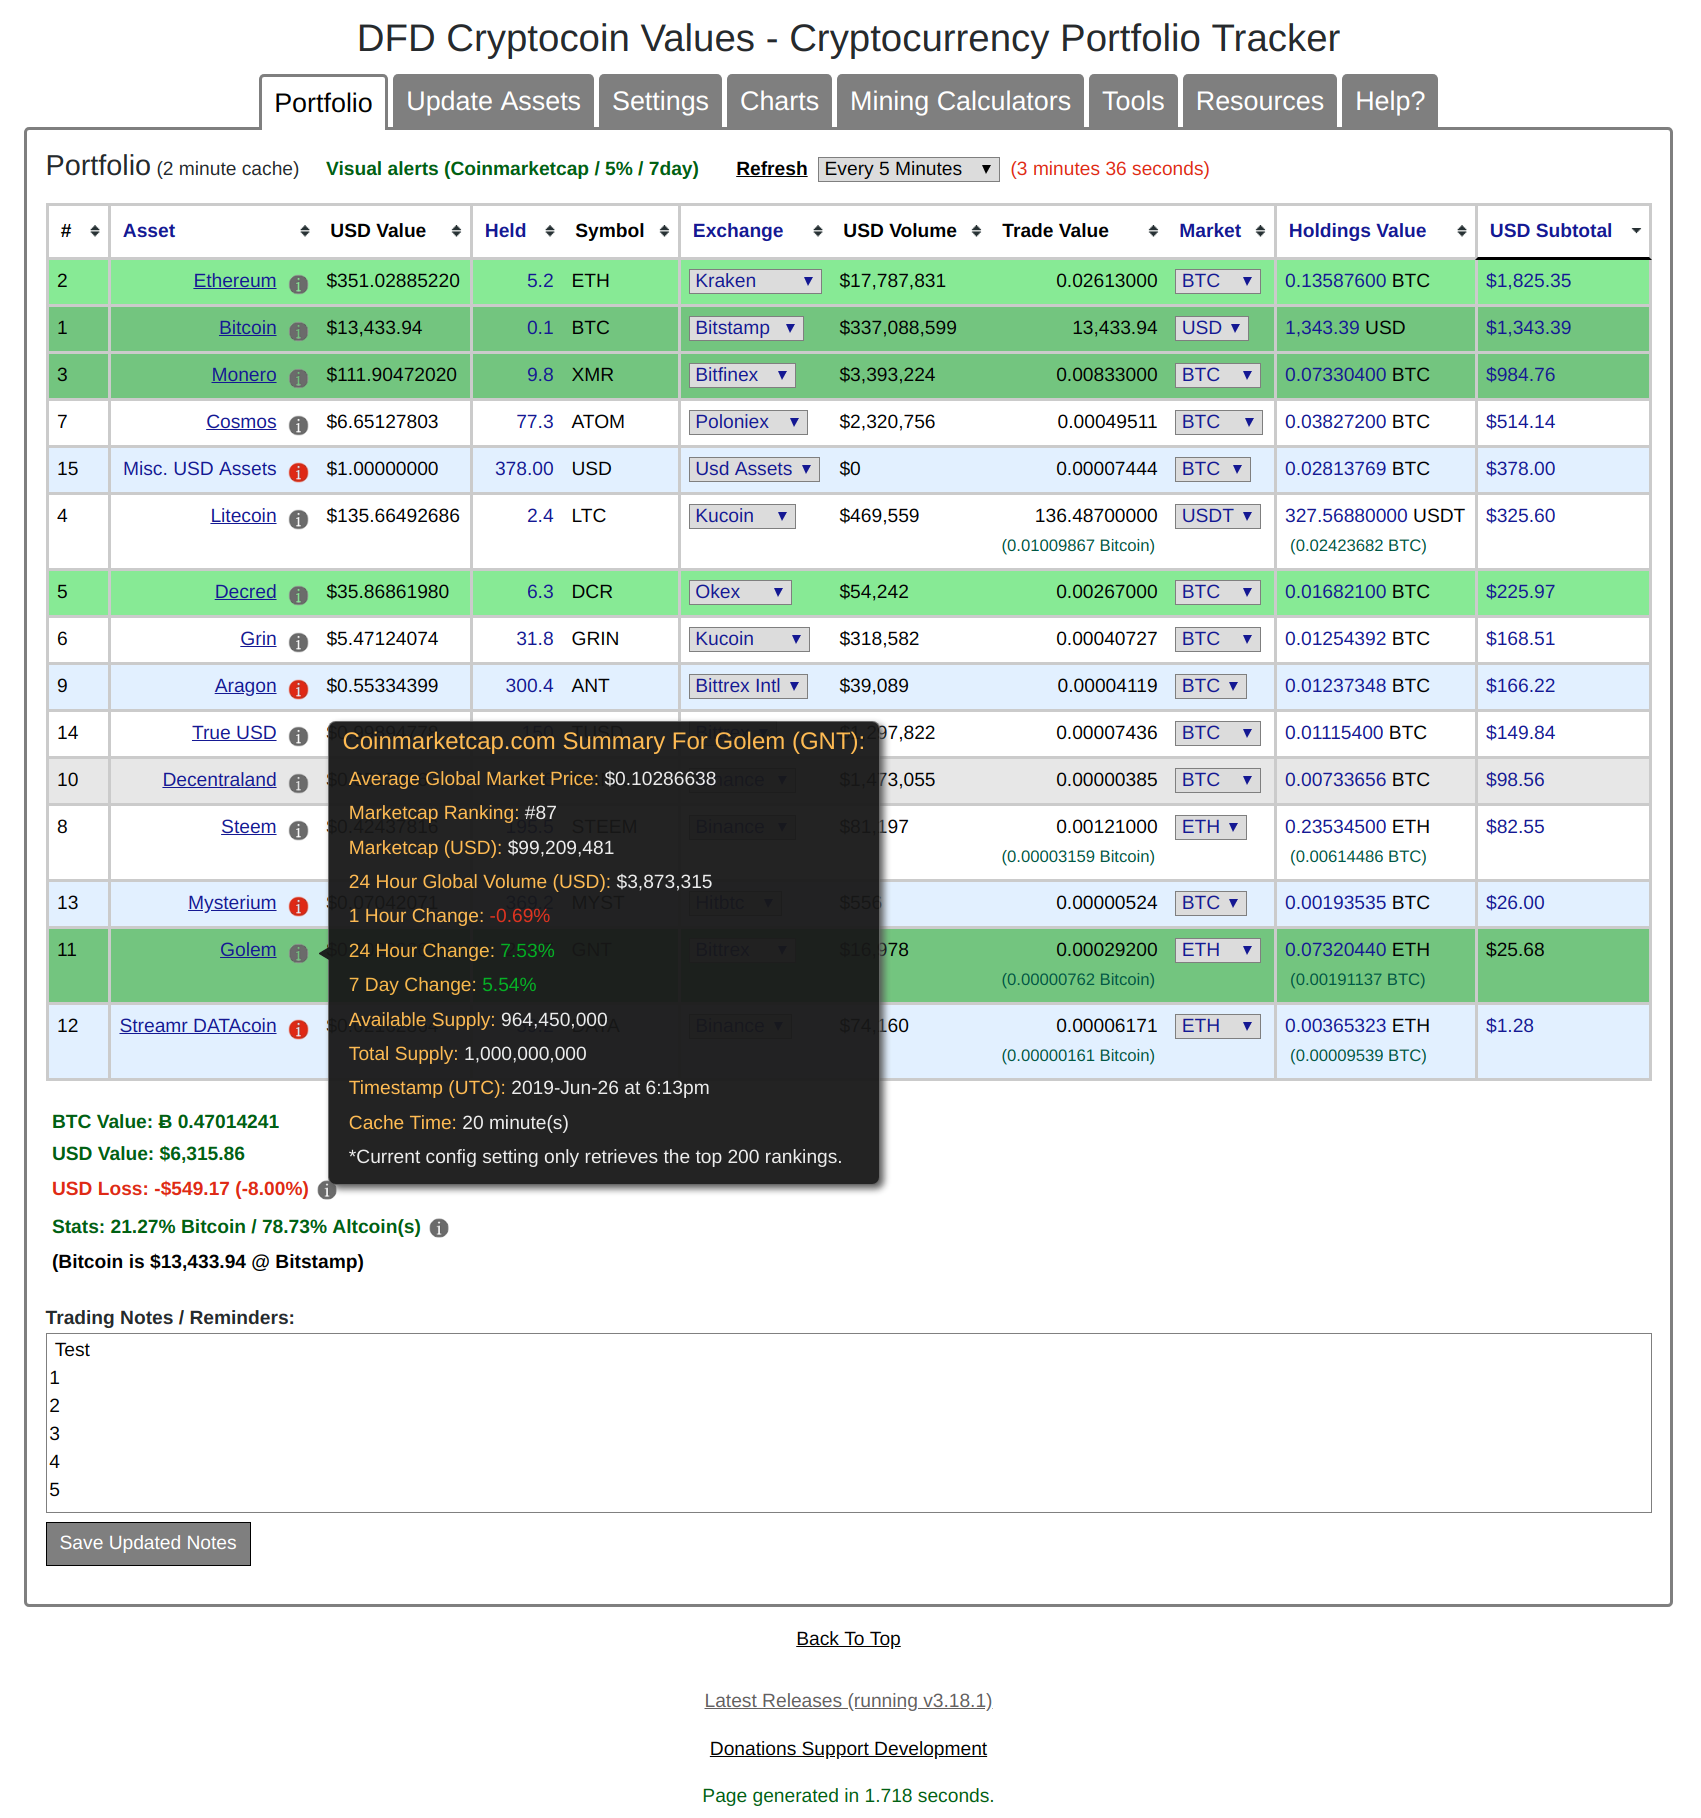 DFD Cryptocoin Values - Cryptocurrency Portfolio Tracker
Portfolio Update Assets Settings Charts Mining Calculators Tools Resources Help?
Portfolio (2 minute cache) Visual alerts (Coinmarketcap / 5% / 7day) Refresh Every 5 Minutes (3 minutes 36 seconds)
# Asset USD Value Held Symbol Exchange USD Volume Trade Value Market Holdings Value USD Subtotal
2 Ethereum $351.02885220 5.2 ETH Kraken $17,787,831 0.02613000 BTC 0.13587600 BTC $1,825.35
1 Bitcoin $13,433.94 0.1 BTC Bitstamp $337,088,599 13,433.94 USD 1,343.39 USD $1,343.39
3 Monero $111.90472020 9.8 XMR Bitfinex $3,393,224 0.00833000 BTC 0.07330400 BTC $984.76
7 Cosmos $6.65127803 77.3 ATOM Poloniex $2,320,756 0.00049511 BTC 0.03827200 BTC $514.14
15 Misc. USD Assets $1.00000000 378.00 USD Usd Assets $0 0.00007444 BTC 0.02813769 BTC $378.00
4 Litecoin $135.66492686 2.4 LTC Kucoin $469,559 136.48700000 USDT 327.56880000 USDT $325.60
(0.01009867 Bitcoin) (0.02423682 BTC)
5 Decred $35.86861980 6.3 DCR Okex $54,242 0.00267000 BTC 0.01682100 BTC $225.97
6 Grin $5.47124074 31.8 GRIN Kucoin $318,582 0.00040727 BTC 0.01254392 BTC $168.51
9 Aragon $0.55334399 300.4 ANT Bittrex Intl $39,089 0.00004119 BTC 0.01237348 BTC $166.22
14 True USD 0.00007436 BTC 0.01115400 BTC $149.84
10 Decentraland Binance $1,473,055 0.00000385 BTC 0.00733656 BTC $98.56
8 Steem $0.42437816 195.5 STEEM Binance $81,197 0.00121000 ETH 0.23534500 ETH $82.55
(0.00003159 Bitcoin) (0.00614486 BTC)
13 Mysterium $0.07042071 369.2 MYST Hitbtc $556 0.00000524 BTC 0.00193535 BTC $26.00
11 Golem GNT Bittrex $16,978 0.00029200 ETH 0.07320440 ETH $25.68
(0.00000762 Bitcoin) (0.00191137 BTC)
12 Streamr DATAcoin Binance $74,160 0.00006171 ETH 0.00365323 ETH $1.28
(0.00000161 Bitcoin) (0.00009539 BTC)
Coinmarketcap.com Summary For Golem (GNT):
Average Global Market Price: $0.10286638
Marketcap Ranking: #87
Marketcap (USD): $99,209,481
24 Hour Global Volume (USD): $3,873,315
1 Hour Change: -0.69%
24 Hour Change: 7.53%
7 Day Change: 5.54%
Available Supply: 964,450,000
Total Supply: 1,000,000,000
Timestamp (UTC): 2019-Jun-26 at 6:13pm
Cache Time: 20 minute(s)
*Current config setting only retrieves the top 200 rankings.
BTC Value: Ƀ 0.47014241
USD Value: $6,315.86
USD Loss: -$549.17 (-8.00%)
Stats: 21.27% Bitcoin / 78.73% Altcoin(s)
(Bitcoin is $13,433.94 @ Bitstamp)
Trading Notes / Reminders:
Test
1
2
3
4
5
Save Updated Notes
Back To Top
Latest Releases (running v3.18.1)
Donations Support Development
Page generated in 1.718 seconds.